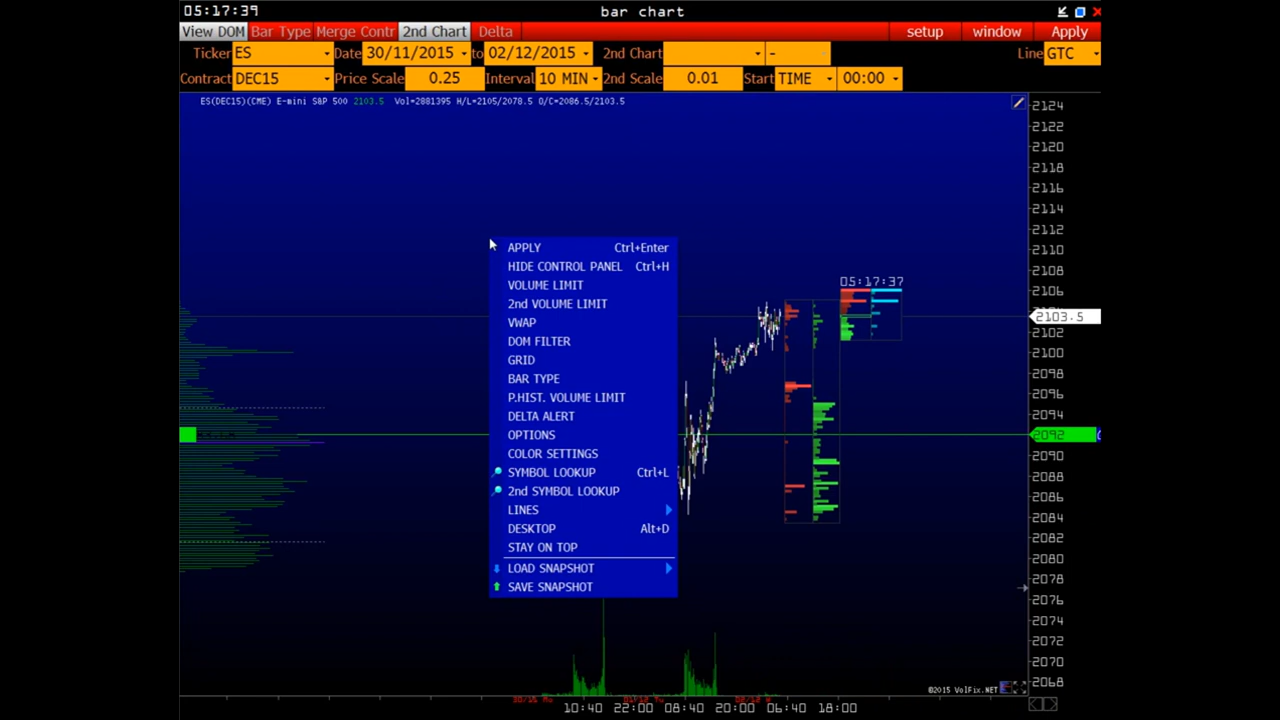 05:17:39 bar chart
View DOM Bar Type Merge Contr 2nd Chart Delta setup window Apply
Ticker ES Date 30/11/2015 to 02/12/2015 2nd Chart - Line GTC
Contract DEC15 Price Scale 0.25 Interval 10 MIN 2nd Scale 0.01 Start TIME 00:00
ES(DEC15)(CME) E-mini S&P 500 2103.5 Vol=2881395 H/L=2105/2078.5 O/C=2086.5/2103.5
APPLY Ctrl+Enter
HIDE CONTROL PANEL Ctrl+H
VOLUME LIMIT
2nd VOLUME LIMIT
VWAP
DOM FILTER
GRID
BAR TYPE
P.HIST. VOLUME LIMIT
DELTA ALERT
OPTIONS
COLOR SETTINGS
SYMBOL LOOKUP Ctrl+L
2nd SYMBOL LOOKUP
LINES
DESKTOP Alt+D
STAY ON TOP
LOAD SNAPSHOT
SAVE SNAPSHOT
05:17:37
2124
2122
2120
2118
2116
2114
2112
2110
2108
2106
2103.5
2102
2100
2098
2096
2094
2092
2090
2088
2086
2084
2082
2080
2078
2076
2074
2072
2070
2068
©2015 VolFix.NET
10:40 22:00 08:40 20:00 06:40 18:00